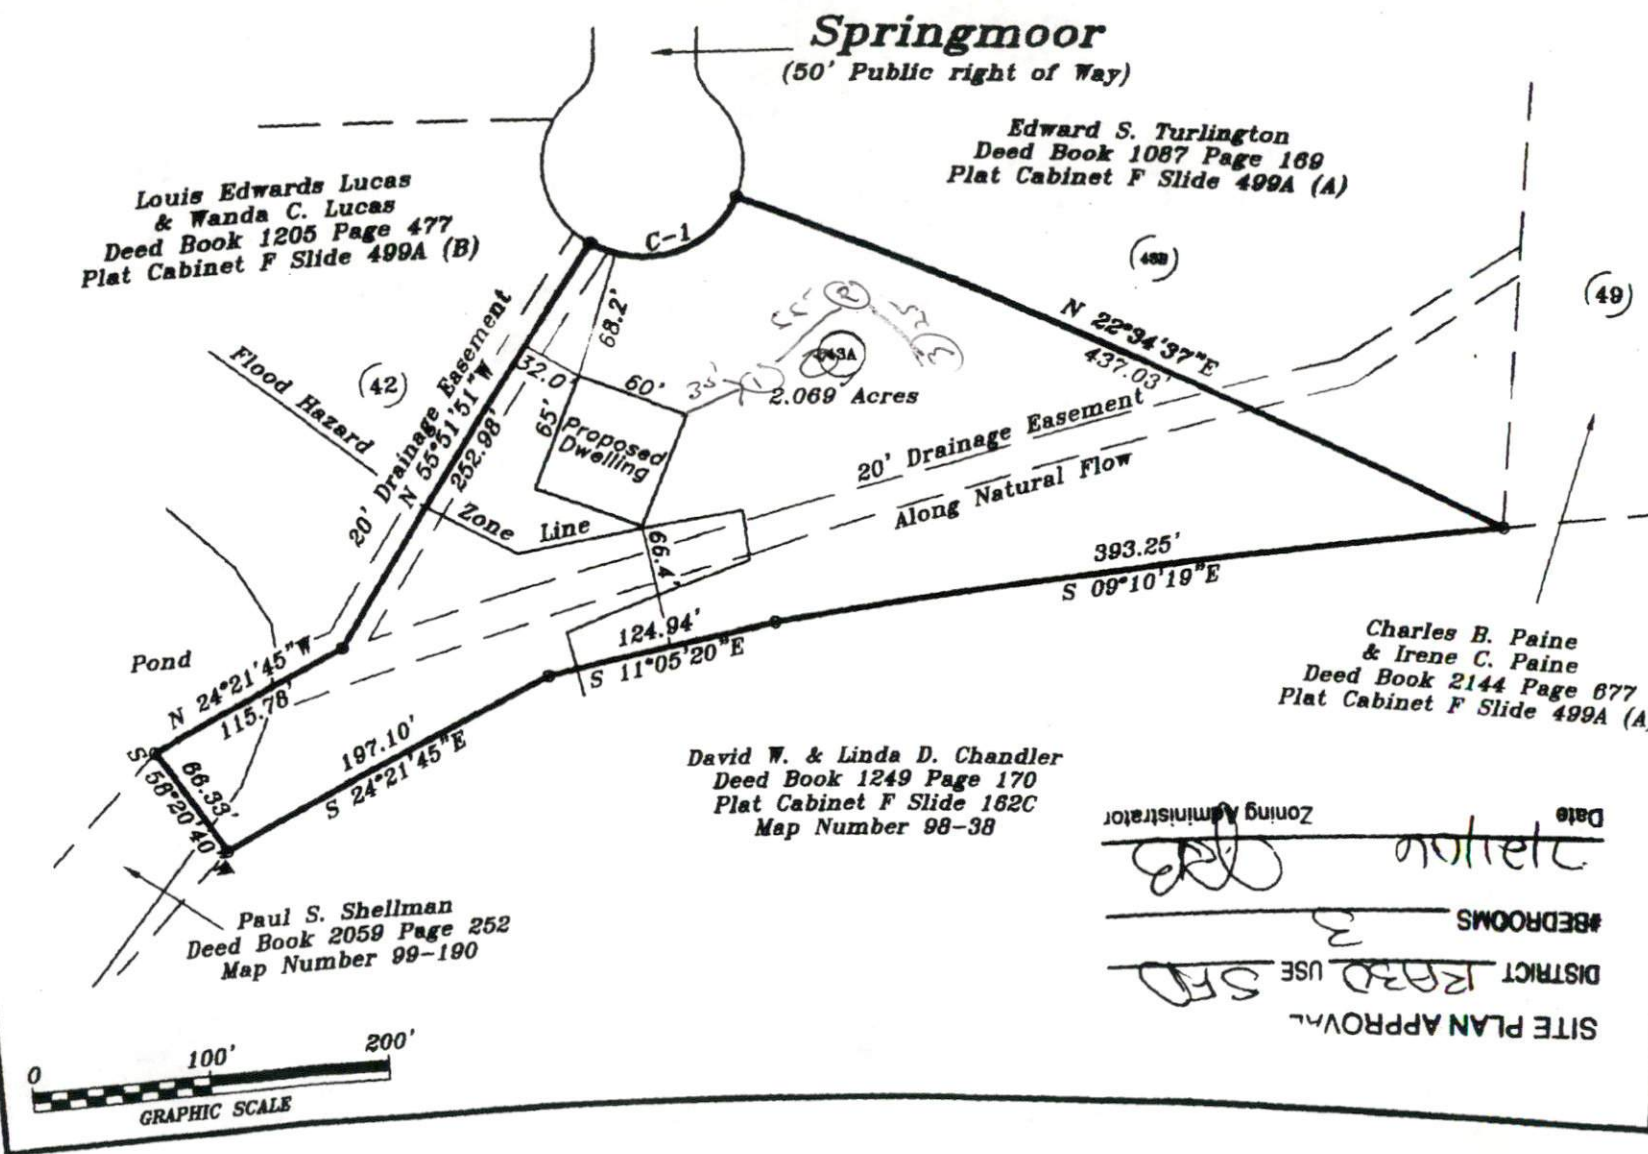 Springmoor
(50' Public right of Way)
Edward S. Turlington
Deed Book 1087 Page 169
Plat Cabinet F Slide 499A (A)
Louis Edwards Lucas
& Wanda C. Lucas
Deed Book 1205 Page 477
Plat Cabinet F Slide 499A (B)
C-1
(49)
N 22°34'37"E
437.03'
20' Drainage Easement
N 55°51'51"W
252.98'
68.2'
55'
2
52
3
35'
1
43A
2.069 Acres
Flood Hazard
(42)
32.0'
60'
65'
Proposed
Dwelling
20' Drainage Easement
Along Natural Flow
Zone Line
66.4'
393.25'
S 09°10'19"E
124.94'
S 11°05'20"E
Pond
N 24°21'45"W
115.78'
197.10'
S 24°21'45"E
66.33'
S 58°20'40"W
Charles B. Paine
& Irene C. Paine
Deed Book 2144 Page 677
Plat Cabinet F Slide 499A (A
David W. & Linda D. Chandler
Deed Book 1249 Page 170
Plat Cabinet F Slide 162C
Map Number 98-38
Paul S. Shellman
Deed Book 2059 Page 252
Map Number 99-190
SITE PLAN APPROVAL
DISTRICT RA30 USE SFD
#BEDROOMS 3
Date Zoning Administrator
0 100' 200'
GRAPHIC SCALE